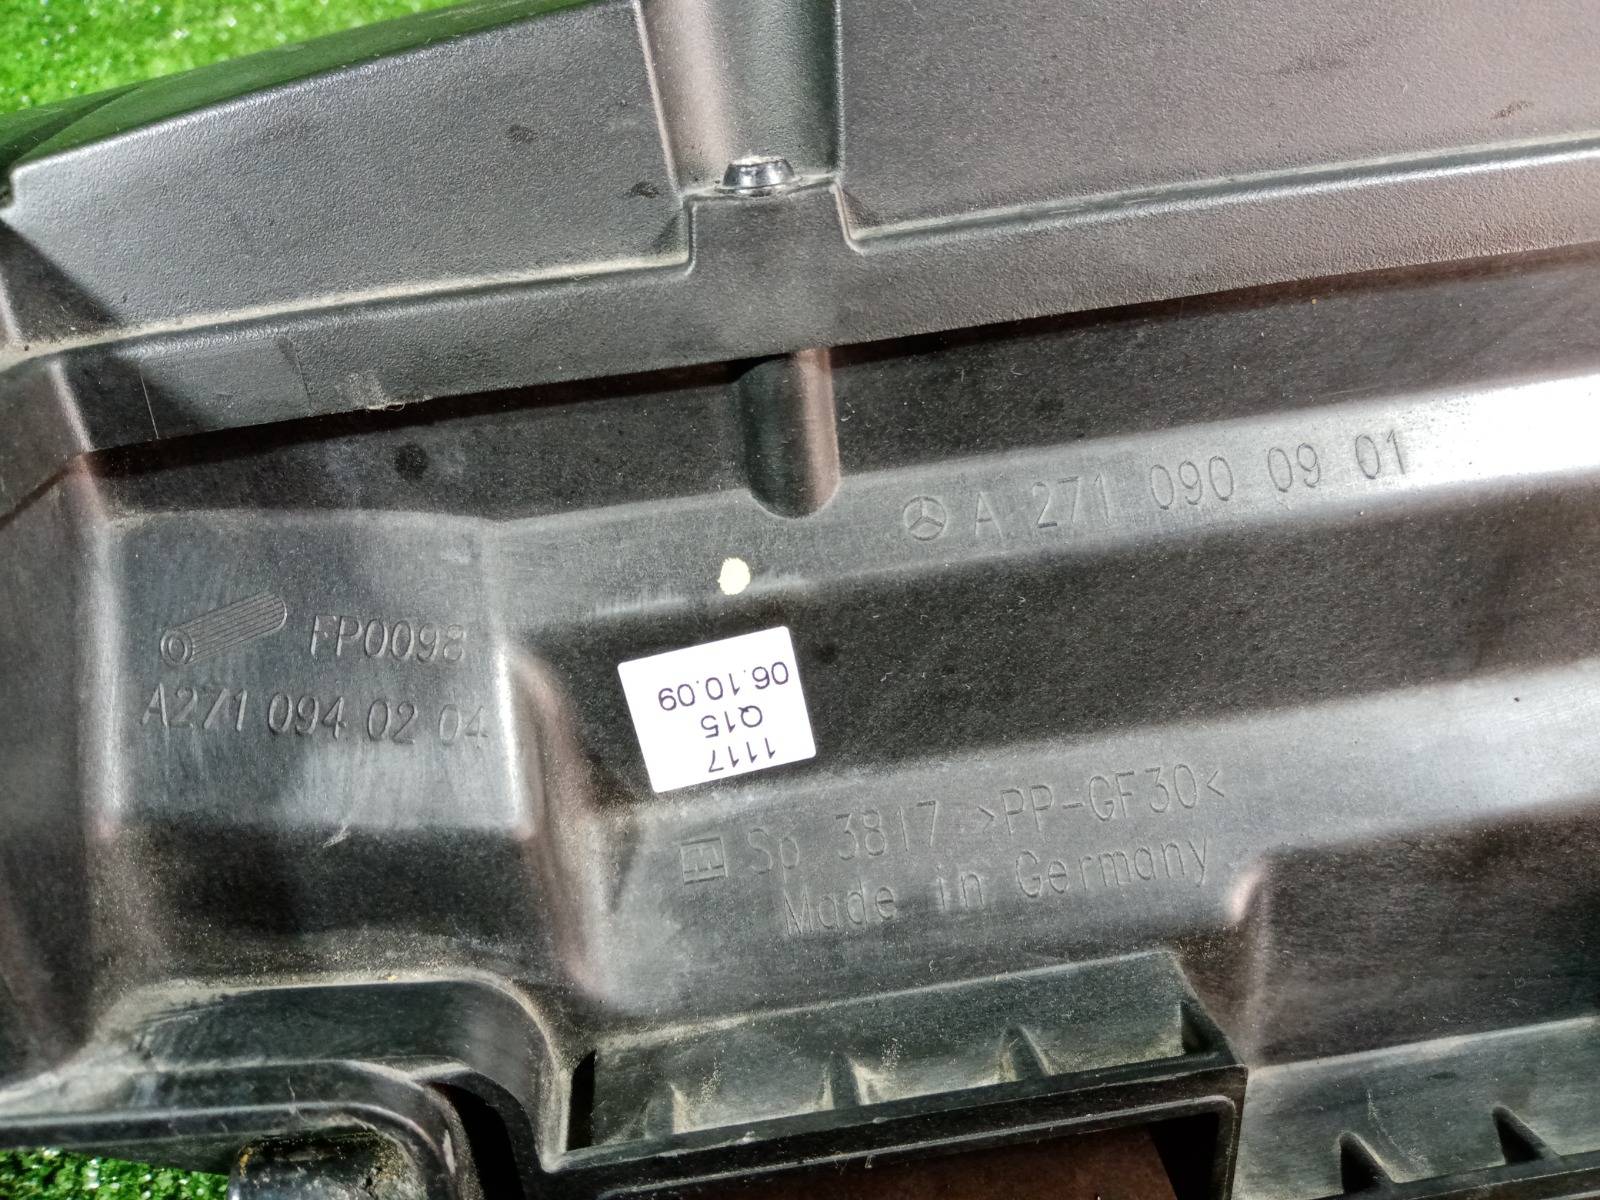 A 271 090 09 01
FP0098
A271 094 02 04
1117
Q15
06.10.09
So 3817 >PP-GF30<
Made in Germany